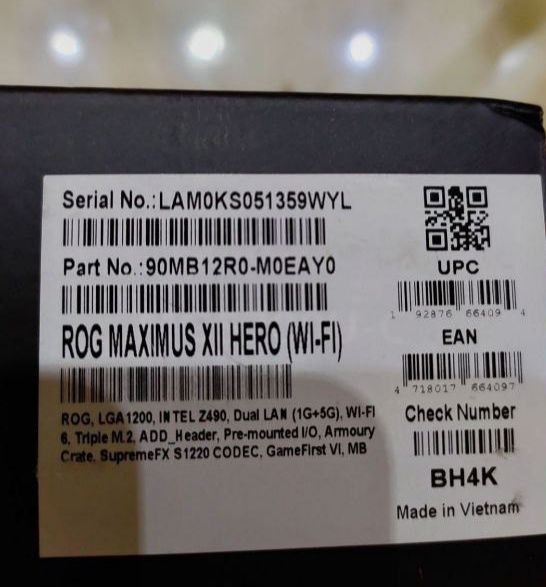 Serial No.:LAM0KS051359WYL
Part No.:90MB12R0-M0EAY0
ROG MAXIMUS XII HERO (WI-FI)
ROG, LGA1200, INTEL Z490, Dual LAN (1G+5G), WI-FI
6, Triple M.2, ADD_Header, Pre-mounted I/O, Armoury
Crate, SupremeFX S1220 CODEC, GameFirst VI, MB
UPC
1 92876 66409 4
EAN
4 718017 664097
Check Number
BH4K
Made in Vietnam